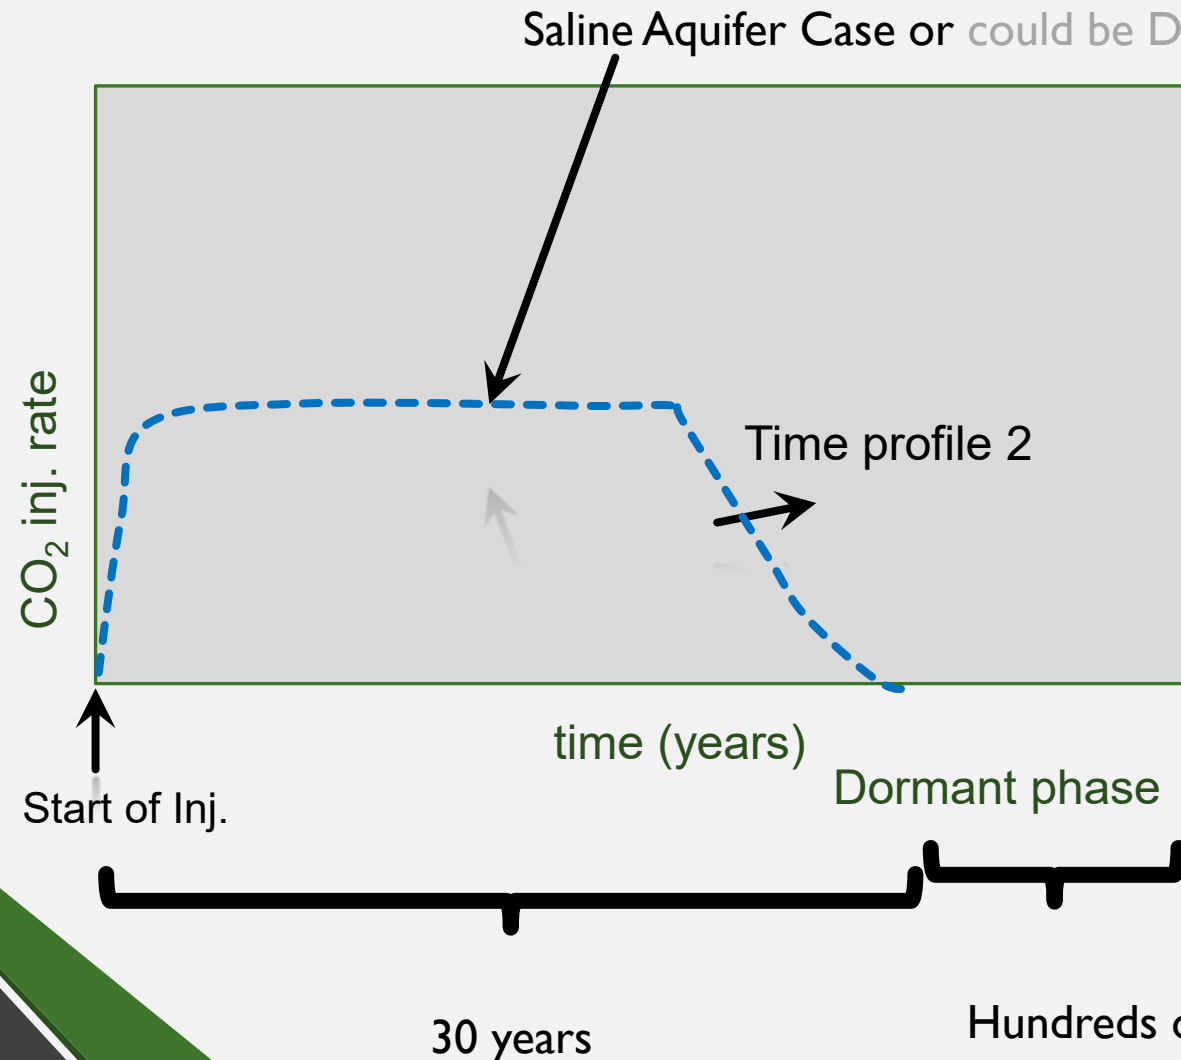 Saline Aquifer Case or could be
CO2 inj. rate
Time profile 2
time (years)
Dormant phase
Start of Inj.
30 years
Hundreds